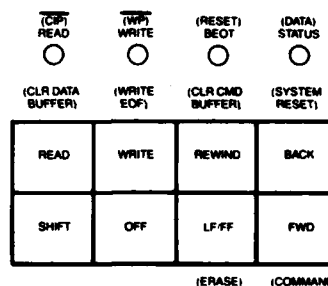 (CIP) (WP) (RESET) (DATA)
READ WRITE BEOT STATUS
(CLR DATA (WRITE (CLR CMD (SYSTEM
BUFFER) EOF) BUFFER) RESET)
READ WRITE REWIND BACK
SHIFT OFF LF/FF FWD
(ERASE) (COMMAND